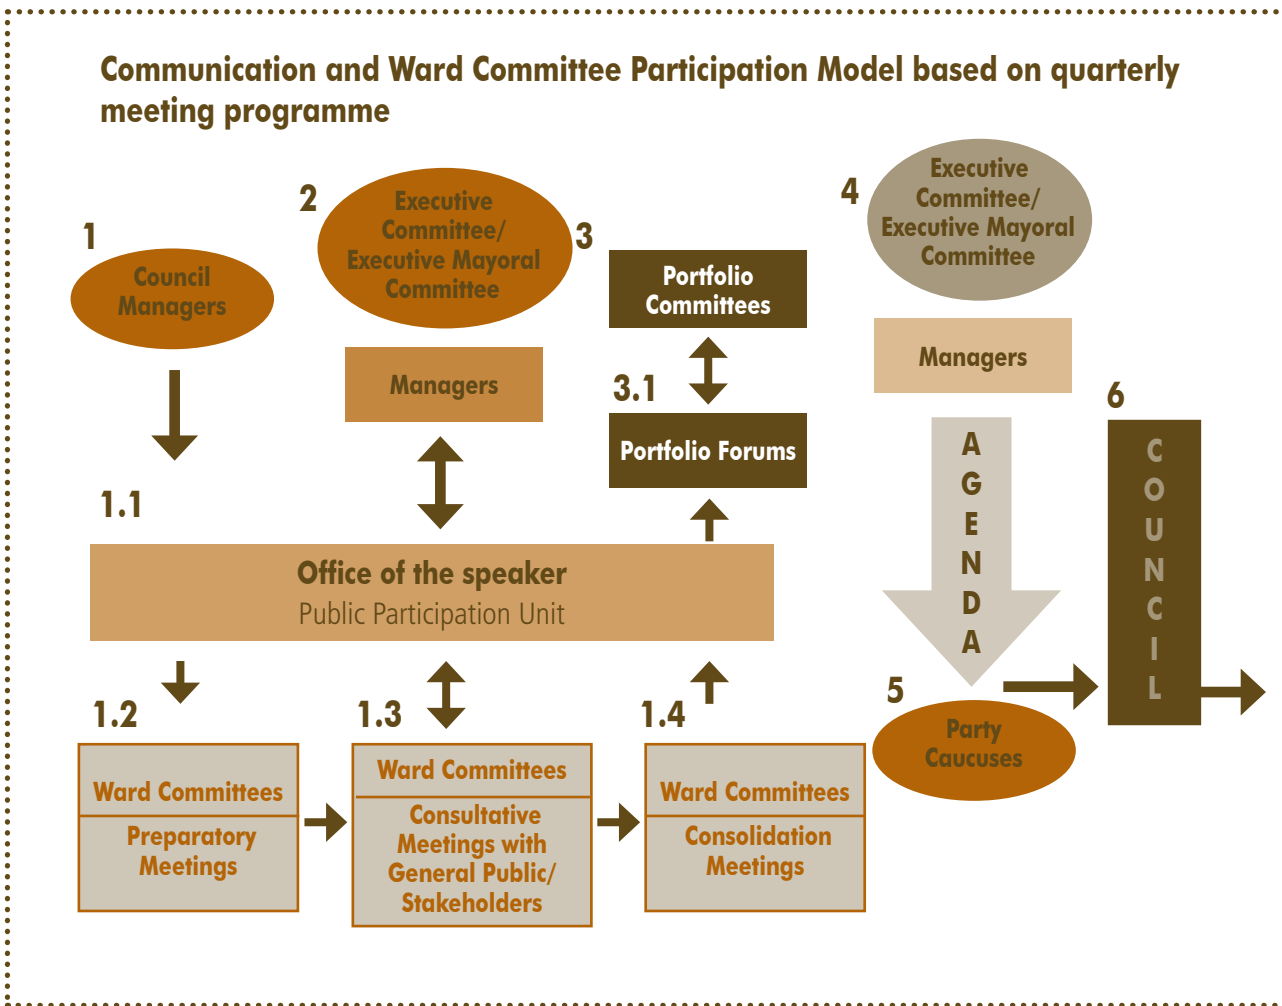 Communication and Ward Committee Participation Model based on quarterly
meeting programme
1
Council
Managers
2
Executive
Committee/
Executive Mayoral
Committee
Managers
3
Portfolio
Committees
3.1
Portfolio Forums
4
Executive
Committee/
Executive Mayoral
Committee
Managers
AGENDA
5
Party
Caucuses
6
COUNCIL
1.1
Office of the speaker
Public Participation Unit
1.2
Ward Committees
Preparatory
Meetings
1.3
Ward Committees
Consultative
Meetings with
General Public/
Stakeholders
1.4
Ward Committees
Consolidation
Meetings